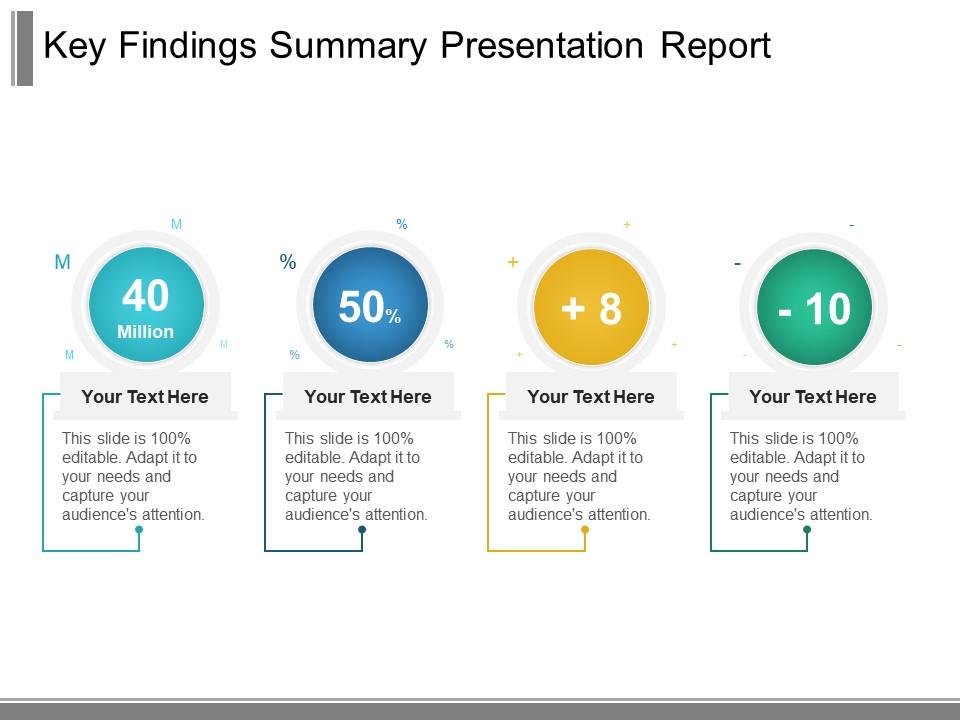 Key Findings Summary Presentation Report
M
M
40
Million
M
M
Your Text Here
This slide is 100%
editable. Adapt it to
your needs and
capture your
audience's attention.
%
%
50%
%
%
Your Text Here
This slide is 100%
editable. Adapt it to
your needs and
capture your
audience's attention.
+
+
+ 8
+
+
Your Text Here
This slide is 100%
editable. Adapt it to
your needs and
capture your
audience's attention.
-
-
- 10
-
-
Your Text Here
This slide is 100%
editable. Adapt it to
your needs and
capture your
audience's attention.